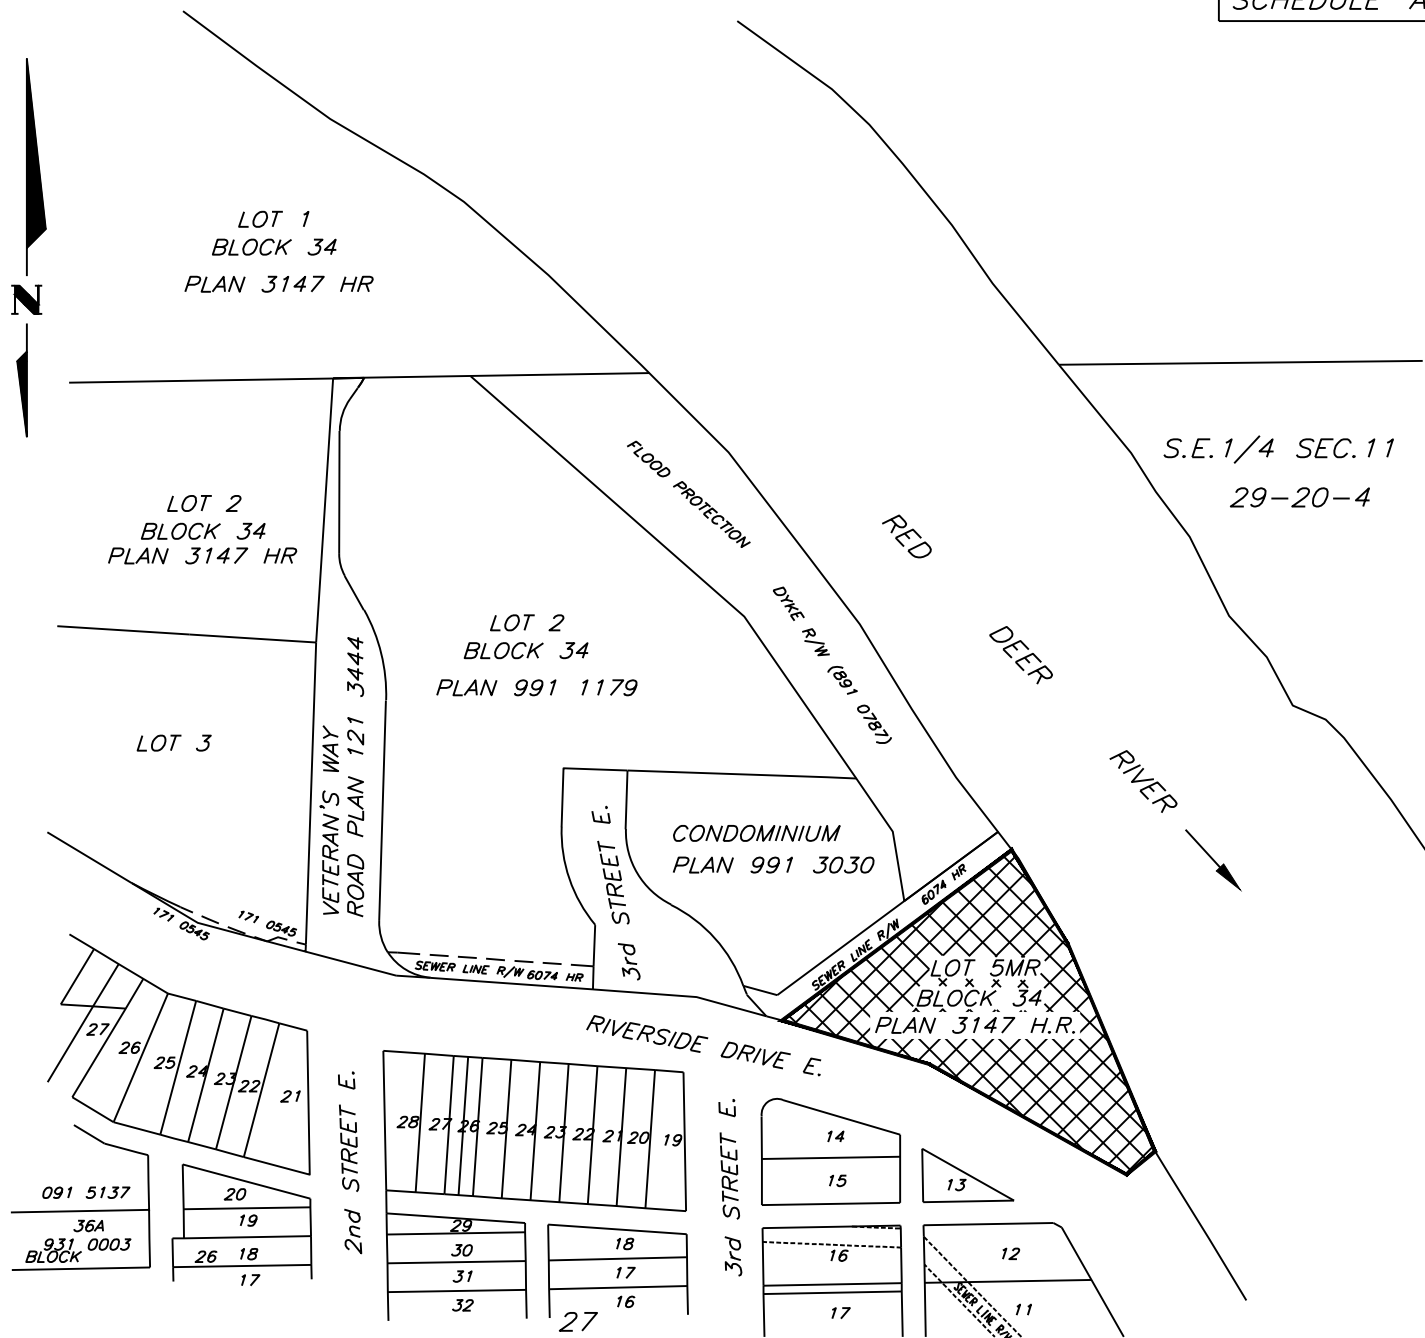 SCHEDULE A
N
LOT 1
BLOCK 34
PLAN 3147 HR
S.E.1/4 SEC.11
29-20-4
LOT 2
BLOCK 34
PLAN 3147 HR
FLOOD PROTECTION
DYKE R/W (891 0787)
RED
DEER
RIVER
LOT 2
BLOCK 34
PLAN 991 1179
LOT 3
VETERAN'S WAY
ROAD PLAN 121 3444
3rd STREET E.
CONDOMINIUM
PLAN 991 3030
SEWER LINE R/W 6074 HR
171 0545
171 0545
SEWER LINE R/W 6074 HR
LOT 5MR
BLOCK 34
PLAN 3147 H.R.
RIVERSIDE DRIVE E.
27
26
25
24
23
22
21
2nd STREET E.
28
27
26
25
24
23
22
21
20
19
3rd STREET E.
14
15
13
091 5137
36A
931 0003
BLOCK
20
19
26
18
17
29
30
31
32
18
17
16
27
16
17
12
11
SEWER LINE R/W